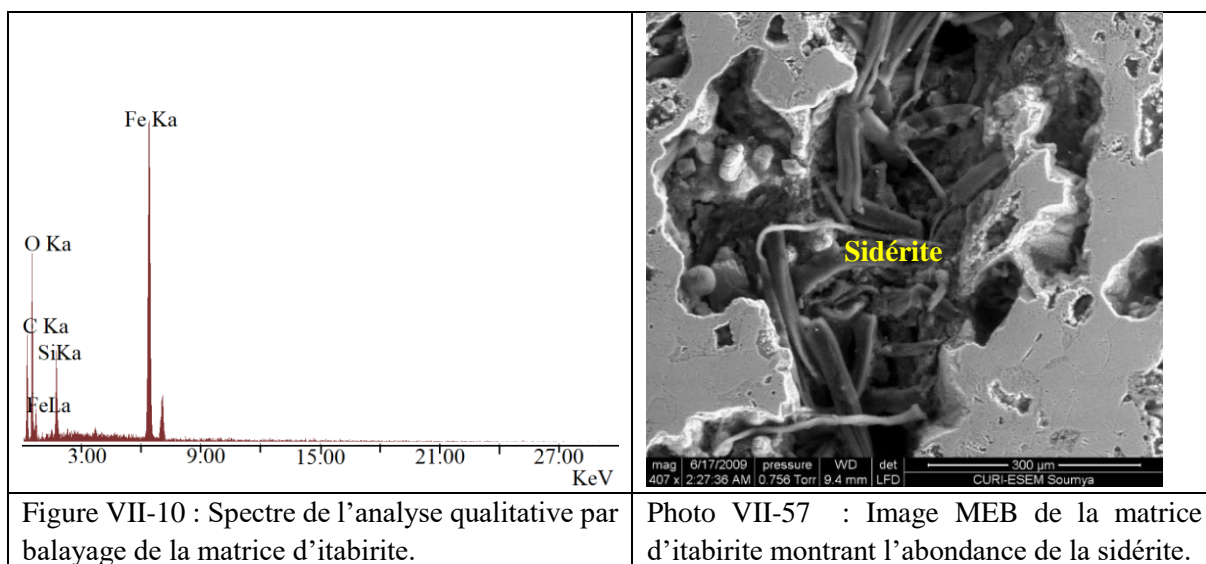 Fe Ka
O Ka
C Ka
SiKa
FeLa
3:00 9:00 15:00 21:00 27:00
KeV
Figure VII-10 : Spectre de l’analyse qualitative par
balayage de la matrice d’itabirite.
Sidérite
mag 6/17/2009 pressure WD det 300 µm
407 x 2:27:36 AM 0.756 Torr 9.4 mm LFD CURI-ESEM Soumya
Photo VII-57 : Image MEB de la matrice
d’itabirite montrant l’abondance de la sidérite.